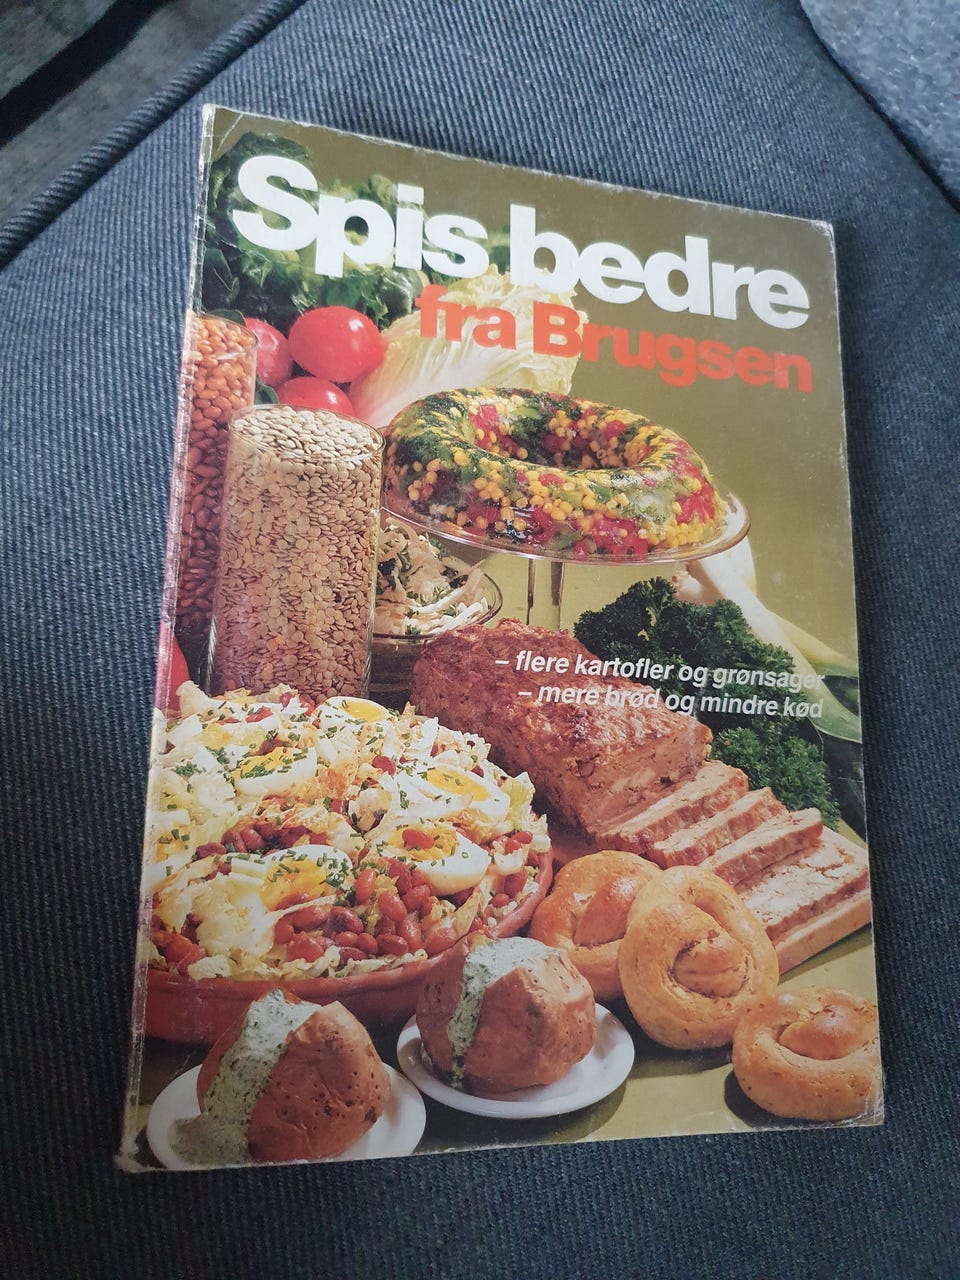 Spis bedre
fra Brugsen
– flere kartofler og grønsager
– mere brød og mindre kød